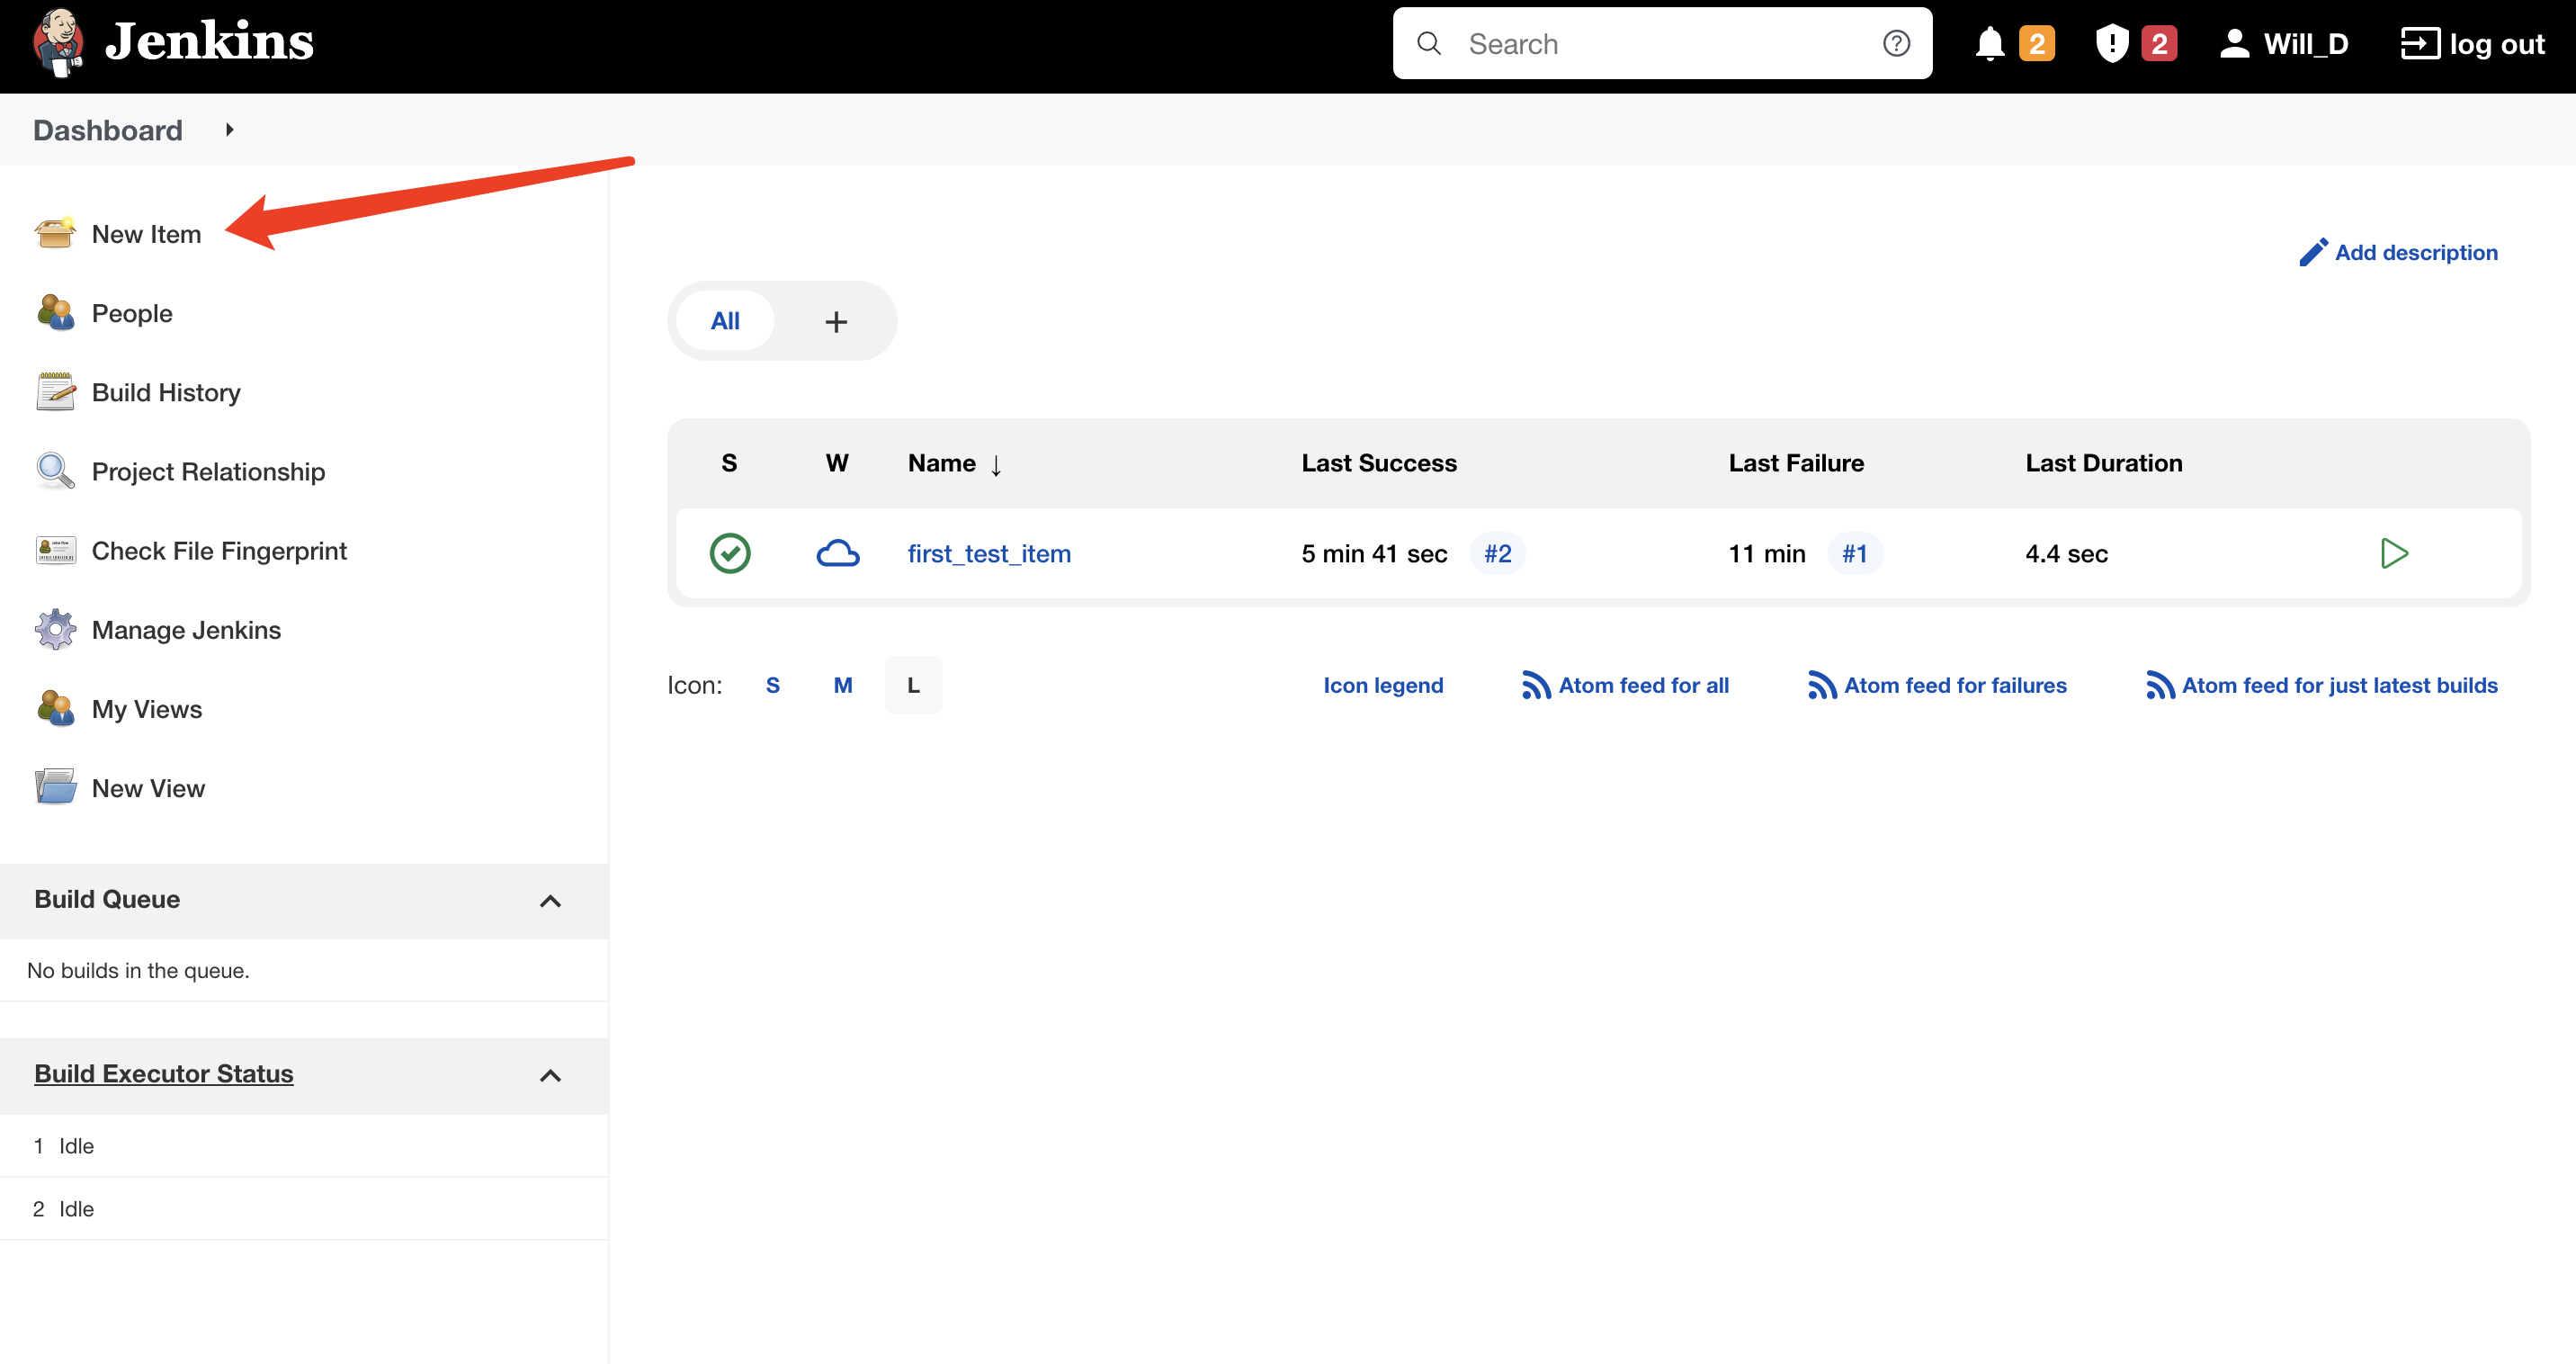 Jenkins
Search
2
2
Will_D
log out
Dashboard
New Item
People
Build History
Project Relationship
Check File Fingerprint
Manage Jenkins
My Views
New View
Build Queue
No builds in the queue.
Build Executor Status
1 Idle
2 Idle
Add description
All +
S W Name ↓ Last Success Last Failure Last Duration
first_test_item 5 min 41 sec #2 11 min #1 4.4 sec
Icon: S M L
Icon legend Atom feed for all Atom feed for failures Atom feed for just latest builds